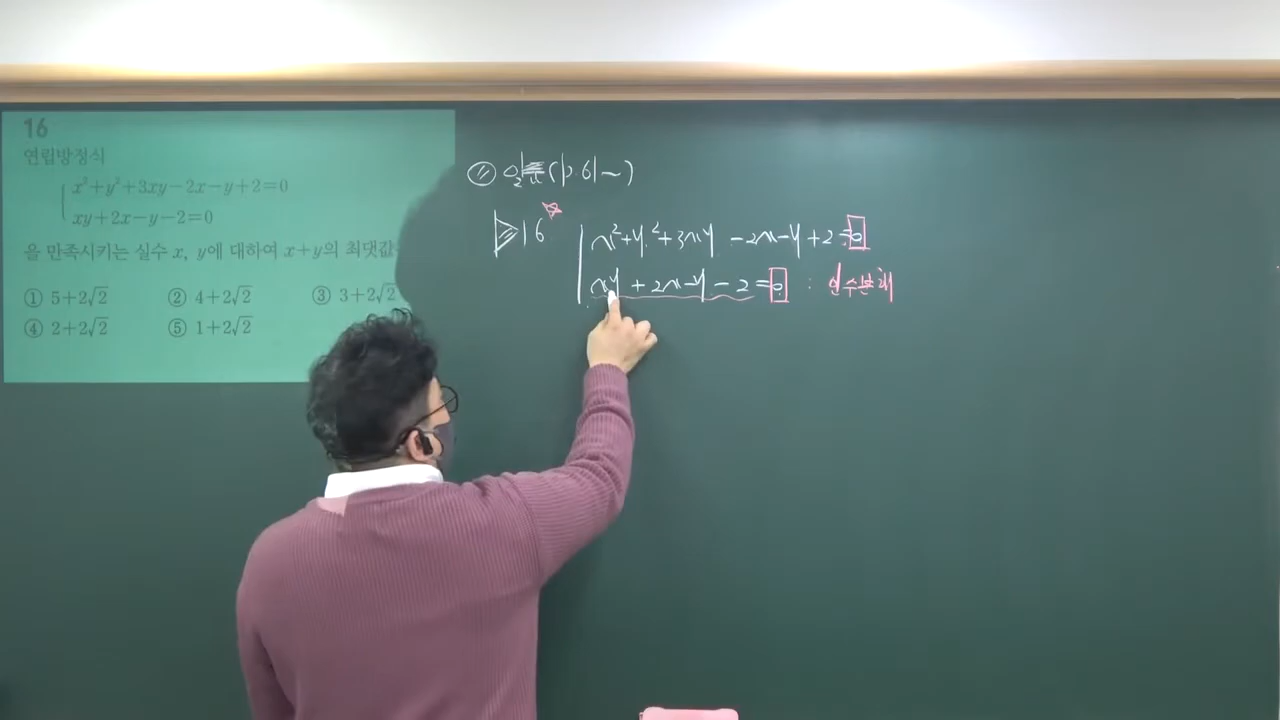 16
연립방정식
x²+y²+3xy−2x−y+2=0
xy+2x−y−2=0
을 만족시키는 실수 x, y에 대하여 x+y의 최댓값
① 5+2√2 ② 4+2√2 ③ 3+2√2
④ 2+2√2 ⑤ 1+2√2
(p.61~)
16
x²+y²+3xy−2x−y+2=0
xy+2x−y−2=0 : 인수분해